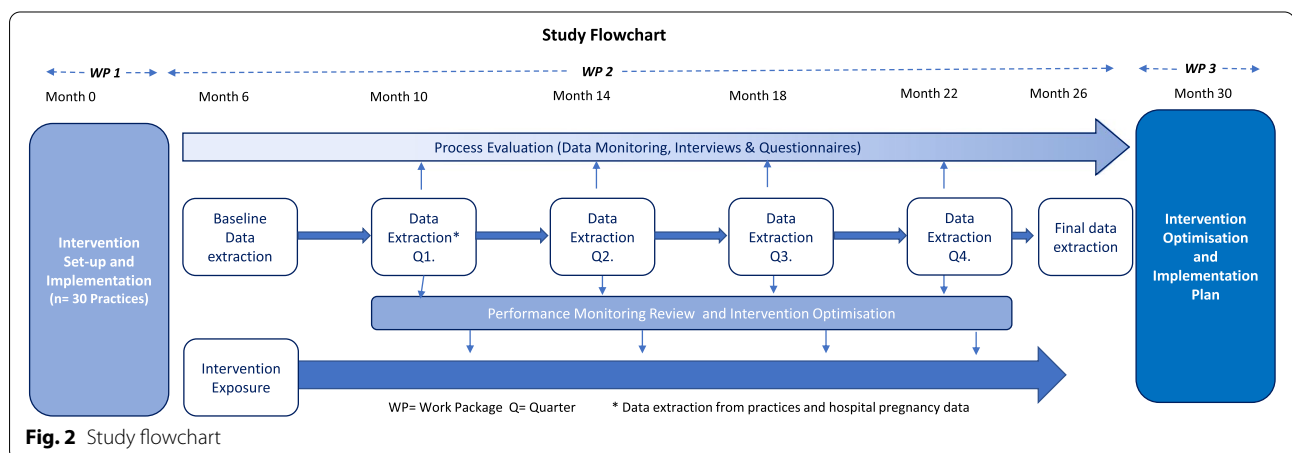 Study Flowchart
WP 1
WP 2
WP 3
Month 0
Month 6
Month 10
Month 14
Month 18
Month 22
Month 26
Month 30
Process Evaluation (Data Monitoring, Interviews & Questionnaires)
Intervention
Set-up and
Implementation
(n= 30 Practices)
Baseline
Data
extraction
Data
Extraction*
Q1.
Data
Extraction
Q2.
Data
Extraction
Q3.
Data
Extraction
Q4.
Final data
extraction
Intervention
Optimisation
and
Implementation
Plan
Performance Monitoring Review and Intervention Optimisation
Intervention
Exposure
WP= Work Package Q= Quarter * Data extraction from practices and hospital pregnancy data
Fig. 2 Study flowchart